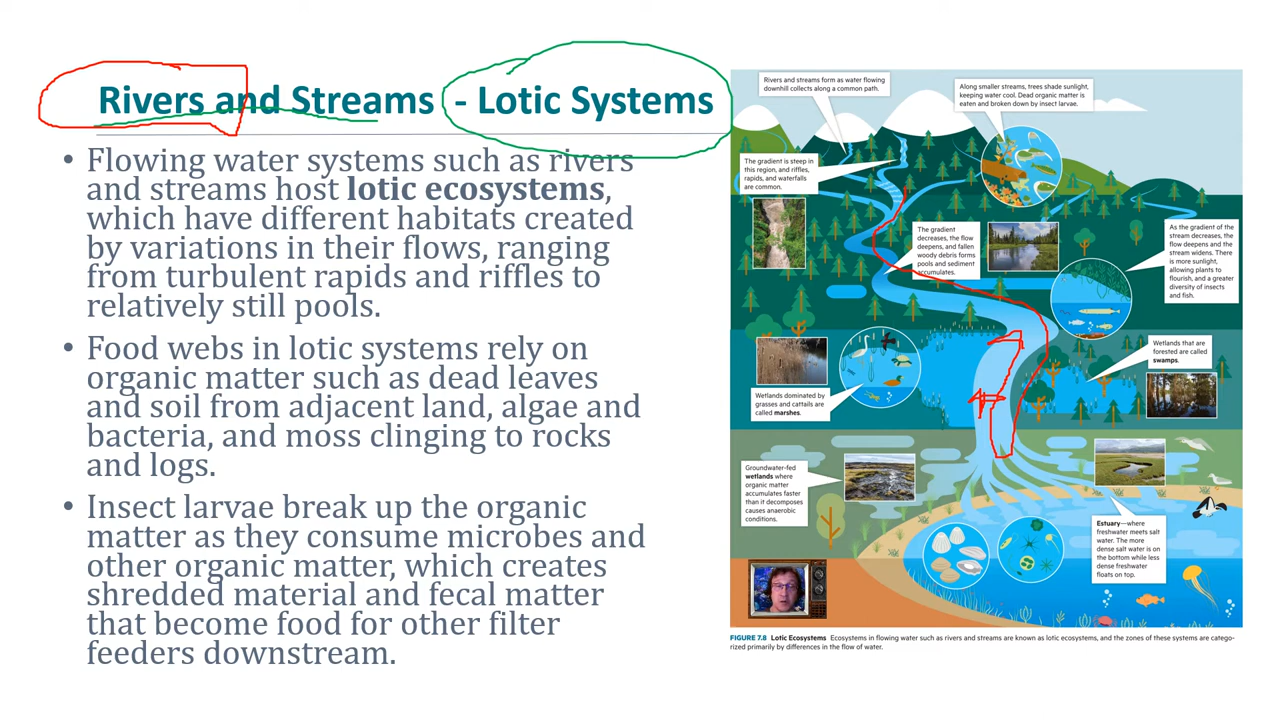 Rivers and Streams - Lotic Systems
• Flowing water systems such as rivers
and streams host lotic ecosystems,
which have different habitats created
by variations in their flows, ranging
from turbulent rapids and riffles to
relatively still pools.
• Food webs in lotic systems rely on
organic matter such as dead leaves
and soil from adjacent land, algae and
bacteria, and moss clinging to rocks
and logs.
• Insect larvae break up the organic
matter as they consume microbes and
other organic matter, which creates
shredded material and fecal matter
that become food for other filter
feeders downstream.
Rivers and streams form as water flowing
downhill collects along a common path.
Along smaller streams, trees shade sunlight,
keeping water cool. Dead organic matter is
eaten and broken down by insect larvae.
The gradient is steep in
this region, and riffles,
rapids, and waterfalls
are common.
The gradient
decreases, the flow
deepens, and fallen
woody debris forms
pools and sediment
accumulates.
As the gradient of the
stream decreases, the
flow deepens and the
stream widens. There
is more sunlight,
allowing plants to
flourish, and a greater
diversity of insects
and fish.
Wetlands that are
forested are called
swamps.
Wetlands dominated by
grasses and cattails are
called marshes.
Groundwater-fed
wetlands where
organic matter
accumulates faster
than it decomposes
causes anaerobic
conditions.
Estuary—where
freshwater meets salt
water. The more
dense salt water is on
the bottom while less
dense freshwater
floats on top.
FIGURE 7.8 Lotic Ecosystems Ecosystems in flowing water such as rivers and streams are known as lotic ecosystems, and the zones of these systems are catego-
rized primarily by differences in the flow of water.